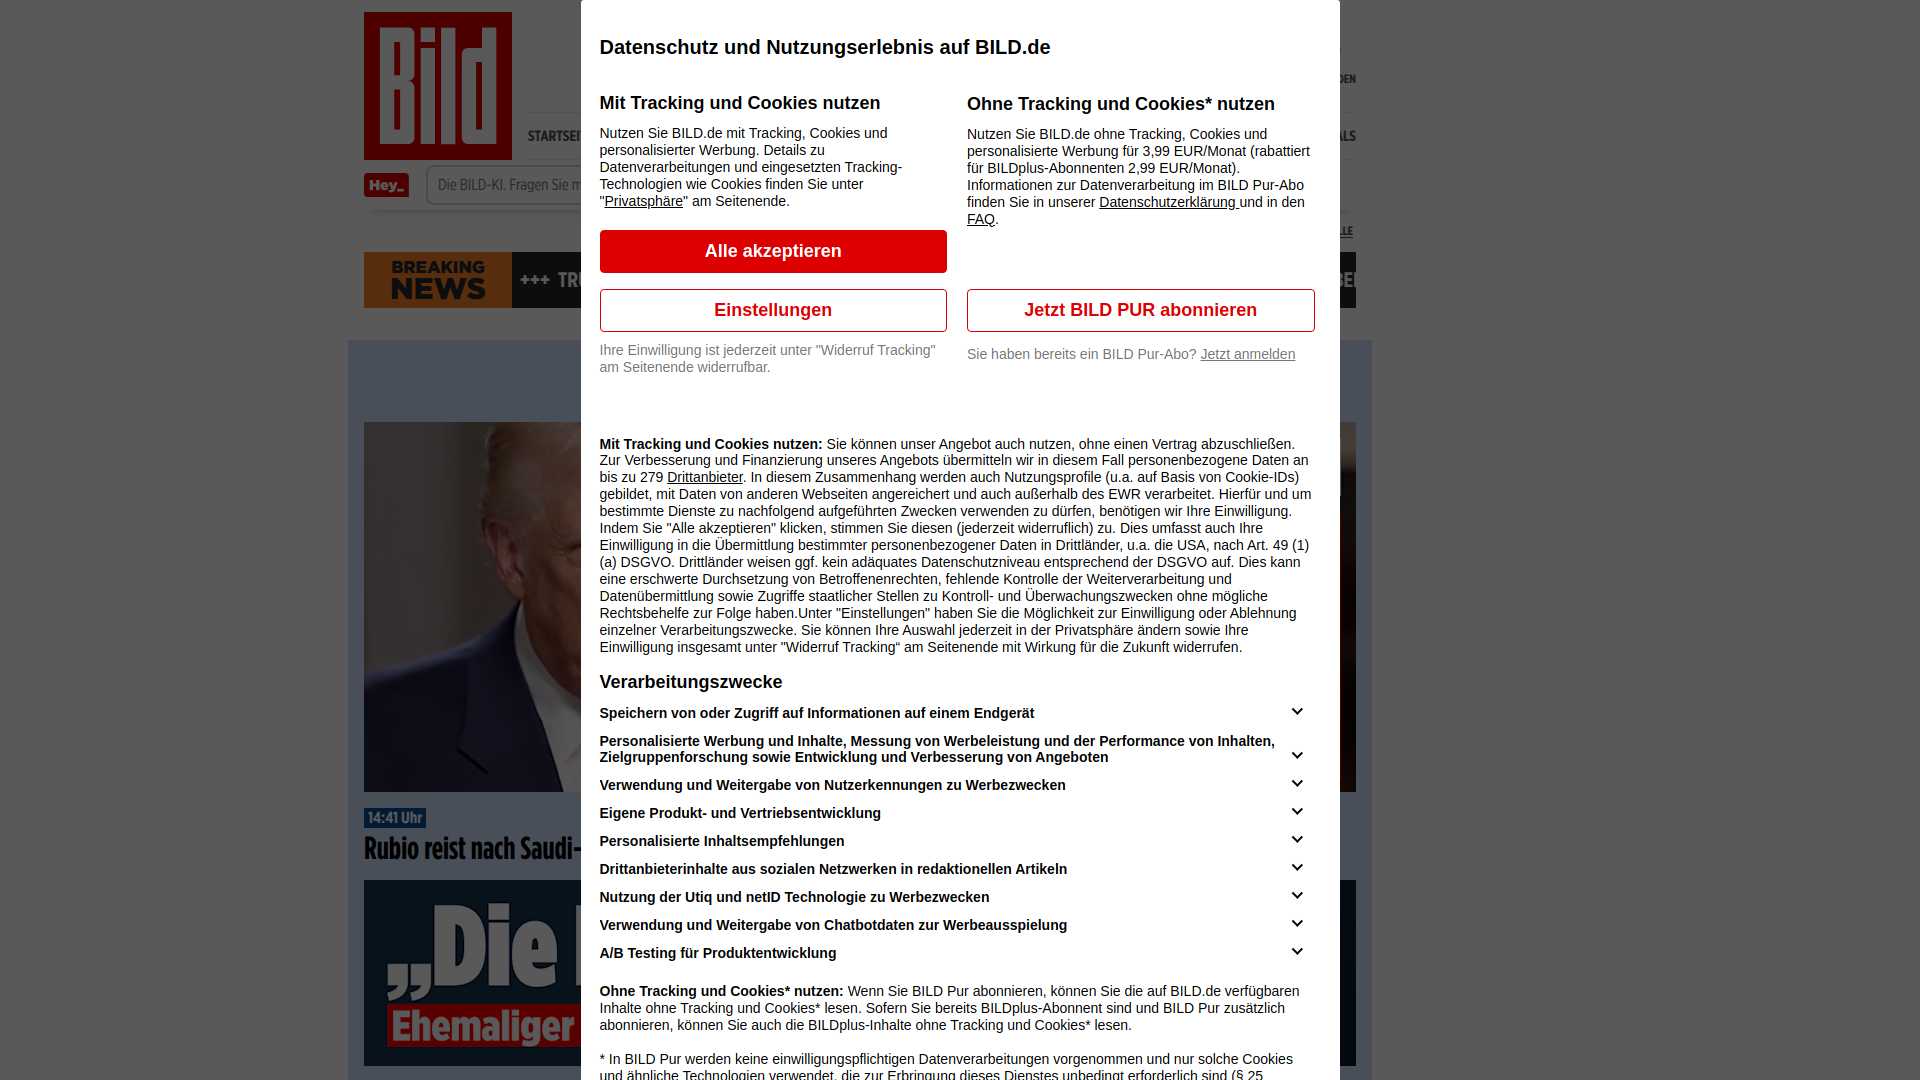 Bild
DEN
STARTSEI
ALS
Hey_
Die BILD-KI. Fragen Sie m
LLE
BREAKING
NEWS
+++ TRU
BEI
14:41 Uhr
Rubio reist nach Saudi-
„Die
Ehemaliger
Datenschutz und Nutzungserlebnis auf BILD.de
Mit Tracking und Cookies nutzen
Nutzen Sie BILD.de mit Tracking, Cookies und
personalisierter Werbung. Details zu
Datenverarbeitungen und eingesetzten Tracking-
Technologien wie Cookies finden Sie unter
"Privatsphäre" am Seitenende.
Alle akzeptieren
Einstellungen
Ihre Einwilligung ist jederzeit unter "Widerruf Tracking"
am Seitenende widerrufbar.
Ohne Tracking und Cookies* nutzen
Nutzen Sie BILD.de ohne Tracking, Cookies und
personalisierte Werbung für 3,99 EUR/Monat (rabattiert
für BILDplus-Abonnenten 2,99 EUR/Monat).
Informationen zur Datenverarbeitung im BILD Pur-Abo
finden Sie in unserer Datenschutzerklärung und in den
FAQ.
Jetzt BILD PUR abonnieren
Sie haben bereits ein BILD Pur-Abo? Jetzt anmelden
Mit Tracking und Cookies nutzen: Sie können unser Angebot auch nutzen, ohne einen Vertrag abzuschließen.
Zur Verbesserung und Finanzierung unseres Angebots übermitteln wir in diesem Fall personenbezogene Daten an
bis zu 279 Drittanbieter. In diesem Zusammenhang werden auch Nutzungsprofile (u.a. auf Basis von Cookie-IDs)
gebildet, mit Daten von anderen Webseiten angereichert und auch außerhalb des EWR verarbeitet. Hierfür und um
bestimmte Dienste zu nachfolgend aufgeführten Zwecken verwenden zu dürfen, benötigen wir Ihre Einwilligung.
Indem Sie "Alle akzeptieren" klicken, stimmen Sie diesen (jederzeit widerruflich) zu. Dies umfasst auch Ihre
Einwilligung in die Übermittlung bestimmter personenbezogener Daten in Drittländer, u.a. die USA, nach Art. 49 (1)
(a) DSGVO. Drittländer weisen ggf. kein adäquates Datenschutzniveau entsprechend der DSGVO auf. Dies kann
eine erschwerte Durchsetzung von Betroffenenrechten, fehlende Kontrolle der Weiterverarbeitung und
Datenübermittlung sowie Zugriffe staatlicher Stellen zu Kontroll- und Überwachungszwecken ohne mögliche
Rechtsbehelfe zur Folge haben.Unter "Einstellungen" haben Sie die Möglichkeit zur Einwilligung oder Ablehnung
einzelner Verarbeitungszwecke. Sie können Ihre Auswahl jederzeit in der Privatsphäre ändern sowie Ihre
Einwilligung insgesamt unter "Widerruf Tracking" am Seitenende mit Wirkung für die Zukunft widerrufen.
Verarbeitungszwecke
Speichern von oder Zugriff auf Informationen auf einem Endgerät
Personalisierte Werbung und Inhalte, Messung von Werbeleistung und der Performance von Inhalten,
Zielgruppenforschung sowie Entwicklung und Verbesserung von Angeboten
Verwendung und Weitergabe von Nutzerkennungen zu Werbezwecken
Eigene Produkt- und Vertriebsentwicklung
Personalisierte Inhaltsempfehlungen
Drittanbieterinhalte aus sozialen Netzwerken in redaktionellen Artikeln
Nutzung der Utiq und netID Technologie zu Werbezwecken
Verwendung und Weitergabe von Chatbotdaten zur Werbeausspielung
A/B Testing für Produktentwicklung
Ohne Tracking und Cookies* nutzen: Wenn Sie BILD Pur abonnieren, können Sie die auf BILD.de verfügbaren
Inhalte ohne Tracking und Cookies* lesen. Sofern Sie bereits BILDplus-Abonnent sind und BILD Pur zusätzlich
abonnieren, können Sie auch die BILDplus-Inhalte ohne Tracking und Cookies* lesen.
* In BILD Pur werden keine einwilligungspflichtigen Datenverarbeitungen vorgenommen und nur solche Cookies
und ähnliche Technologien verwendet, die zur Erbringung dieses Dienstes unbedingt erforderlich sind (§ 25